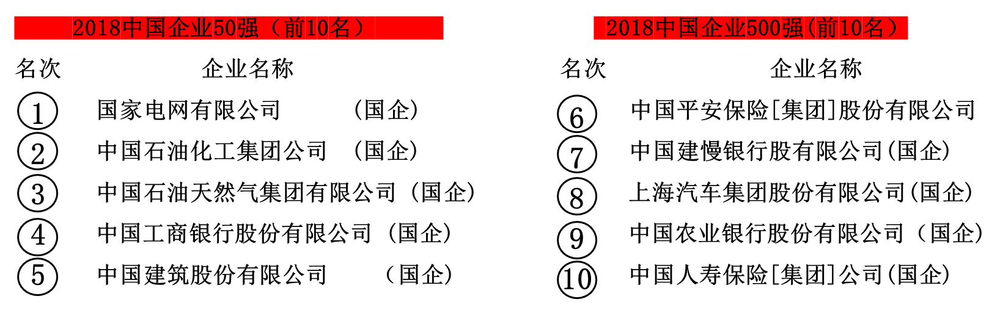 2018中国企业50强（前10名）
名次 企业名称
1 国家电网有限公司 (国企)
2 中国石油化工集团公司 (国企)
3 中国石油天然气集团有限公司 (国企)
4 中国工商银行股份有限公司 (国企)
5 中国建筑股份有限公司 （国企)
2018中国企业500强(前10名）
名次 企业名称
6 中国平安保险[集团]股份有限公司
7 中国建慢银行股有限公司(国企)
8 上海汽车集团股份有限公司(国企)
9 中国农业银行股份有限公司（国企)
10 中国人寿保险[集团]公司(国企)